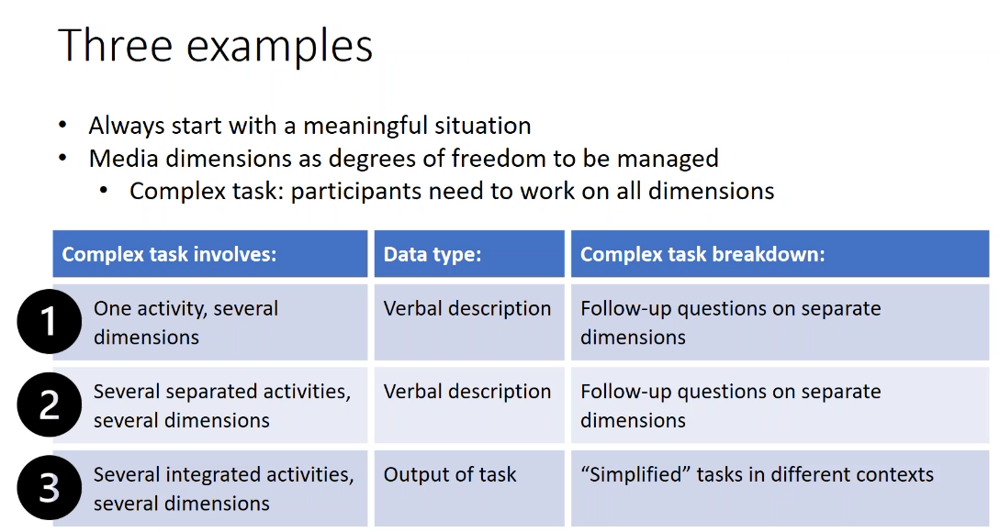 Three examples
• Always start with a meaningful situation
• Media dimensions as degrees of freedom to be managed
• Complex task: participants need to work on all dimensions
Complex task involves: Data type: Complex task breakdown:
1 One activity, several dimensions Verbal description Follow-up questions on separate dimensions
2 Several separated activities, several dimensions Verbal description Follow-up questions on separate dimensions
3 Several integrated activities, several dimensions Output of task “Simplified” tasks in different contexts